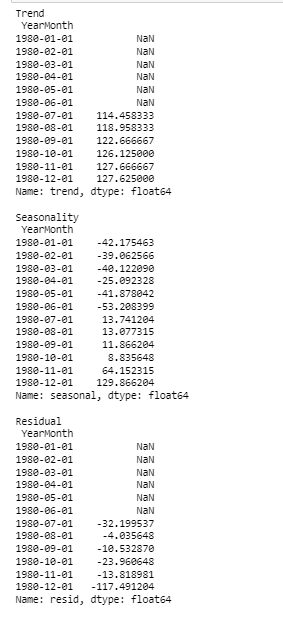 Trend
YearMonth
1980-01-01 NaN
1980-02-01 NaN
1980-03-01 NaN
1980-04-01 NaN
1980-05-01 NaN
1980-06-01 NaN
1980-07-01 114.458333
1980-08-01 118.958333
1980-09-01 122.666667
1980-10-01 126.125000
1980-11-01 127.666667
1980-12-01 127.625000
Name: trend, dtype: float64
Seasonality
YearMonth
1980-01-01 -42.175463
1980-02-01 -39.062566
1980-03-01 -40.122090
1980-04-01 -25.092328
1980-05-01 -41.878042
1980-06-01 -53.208399
1980-07-01 13.741204
1980-08-01 13.077315
1980-09-01 11.866204
1980-10-01 8.835648
1980-11-01 64.152315
1980-12-01 129.866204
Name: seasonal, dtype: float64
Residual
YearMonth
1980-01-01 NaN
1980-02-01 NaN
1980-03-01 NaN
1980-04-01 NaN
1980-05-01 NaN
1980-06-01 NaN
1980-07-01 -32.199537
1980-08-01 -4.035648
1980-09-01 -10.532870
1980-10-01 -23.960648
1980-11-01 -13.818981
1980-12-01 -117.491204
Name: resid, dtype: float64